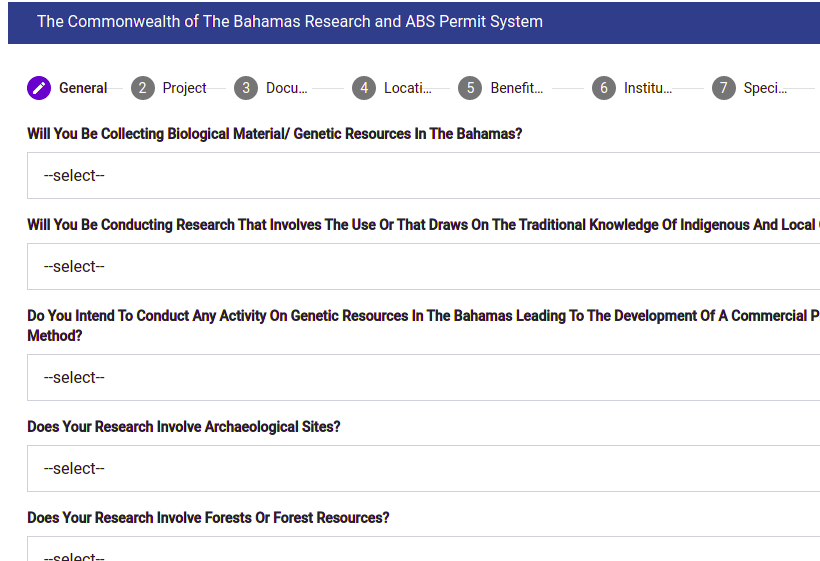 The Commonwealth of The Bahamas Research and ABS Permit System
General 2 Project 3 Docu... 4 Locati... 5 Benefit... 6 Institu... 7 Speci...
Will You Be Collecting Biological Material/ Genetic Resources In The Bahamas?
--select--
Will You Be Conducting Research That Involves The Use Or That Draws On The Traditional Knowledge Of Indigenous And Local
--select--
Do You Intend To Conduct Any Activity On Genetic Resources In The Bahamas Leading To The Development Of A Commercial P
Method?
--select--
Does Your Research Involve Archaeological Sites?
--select--
Does Your Research Involve Forests Or Forest Resources?
--select--